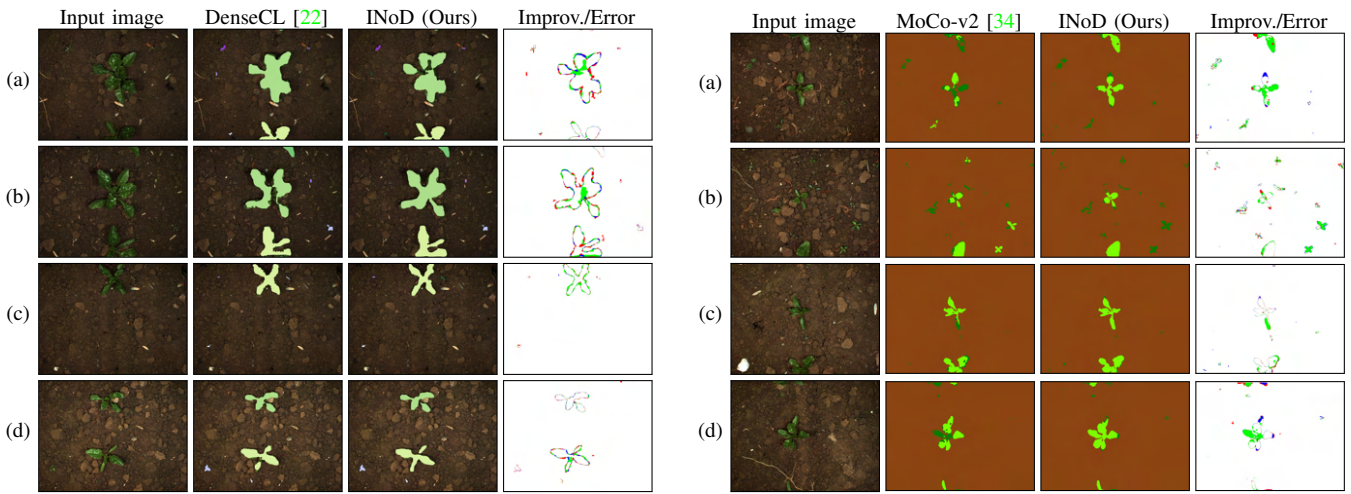 Input image DenseCL [22] INoD (Ours) Improv./Error
(a)
(b)
(c)
(d)
Input image MoCo-v2 [34] INoD (Ours) Improv./Error
(a)
(b)
(c)
(d)